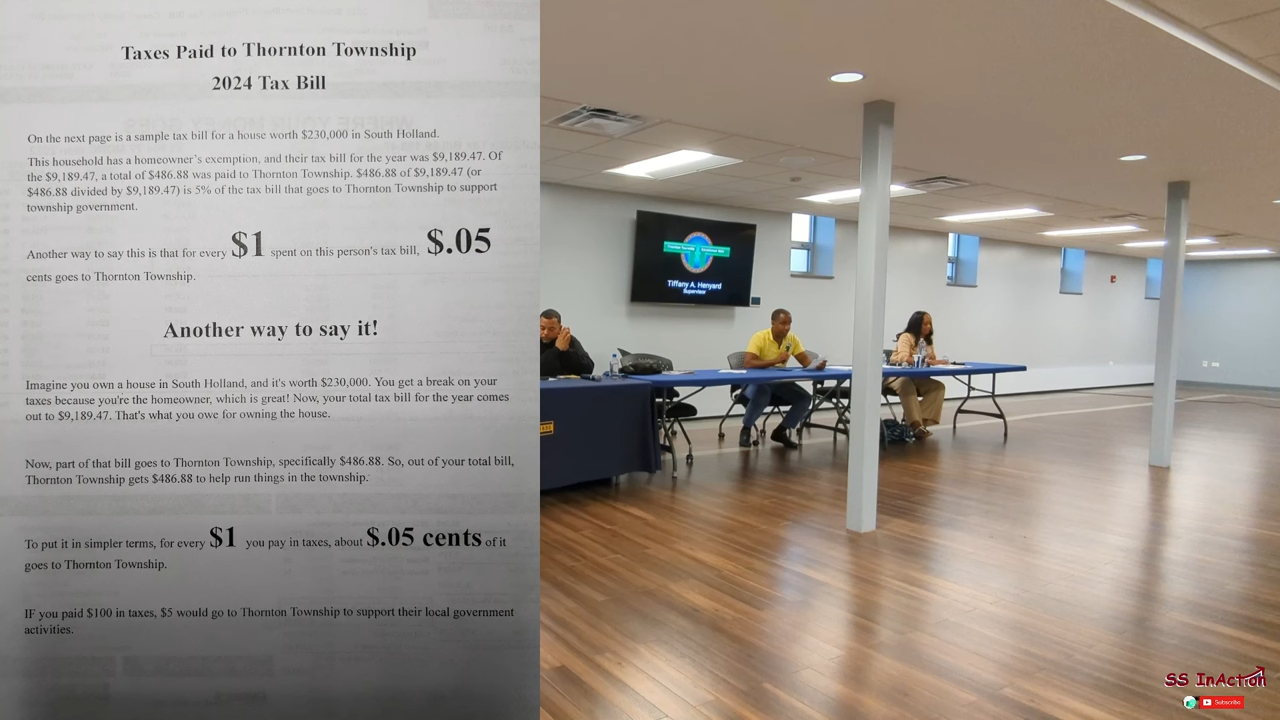 Taxes Paid to Thornton Township
2024 Tax Bill
On the next page is a sample tax bill for a house worth $230,000 in South Holland.
This household has a homeowner's exemption, and their tax bill for the year was $9,189.47. Of
the $9,189.47, a total of $486.88 was paid to Thornton Township. $486.88 of $9,189.47 (or
$486.88 divided by $9,189.47) is 5% of the tax bill that goes to Thornton Township to support
township government.
Another way to say this is that for every $1 spent on this person's tax bill, $.05
cents goes to Thornton Township.
Another way to say it!
Imagine you own a house in South Holland, and it's worth $230,000. You get a break on your
taxes because you're the homeowner, which is great! Now, your total tax bill for the year comes
out to $9,189.47. That's what you owe for owning the house.
Now, part of that bill goes to Thornton Township, specifically $486.88. So, out of your total bill,
Thornton Township gets $486.88 to help run things in the township.
To put it in simpler terms, for every $1 you pay in taxes, about $.05 cents of it
goes to Thornton Township.
IF you paid $100 in taxes, $5 would go to Thornton Township to support their local government
activities.
Tiffany A. Henyard
Supervisor
SS InAction
Subscribe